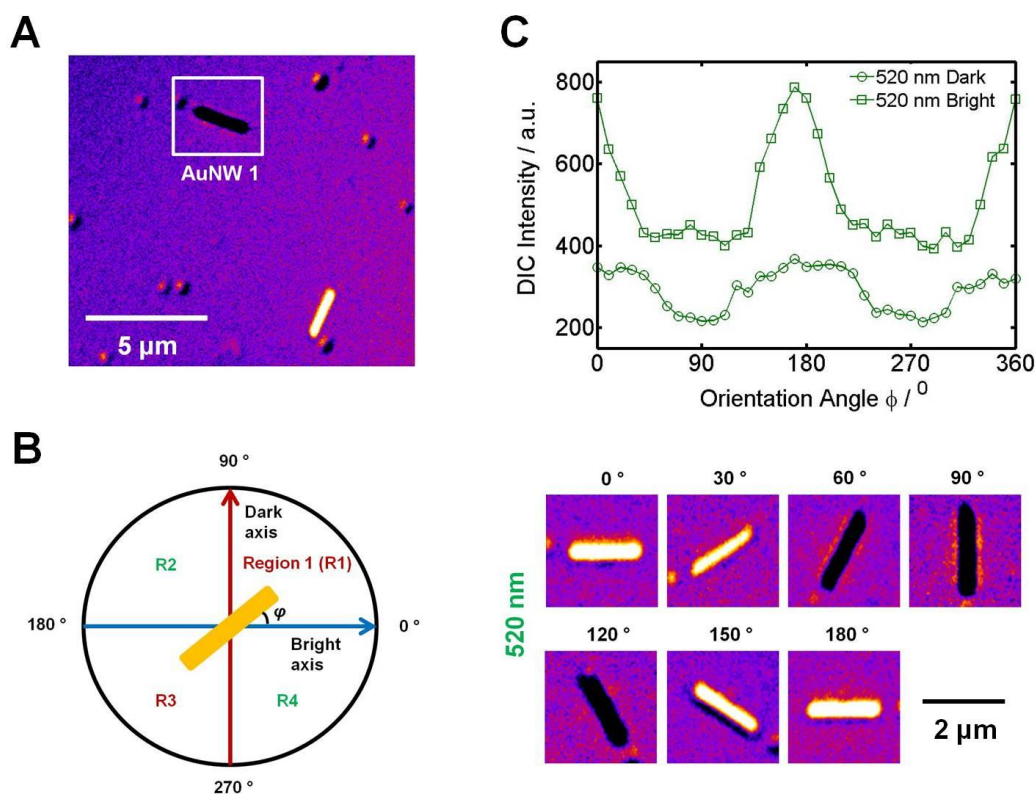 A
AuNW 1
5 µm
C
800
600
400
200
0
90
180
270
360
DIC Intensity / a.u.
Orientation Angle ϕ / ⁰
520 nm Dark
520 nm Bright
B
90 °
Dark
axis
R2
Region 1 (R1)
φ
180 °
0 °
Bright
axis
R3
R4
270 °
520 nm
0 °
30 °
60 °
90 °
120 °
150 °
180 °
2 µm